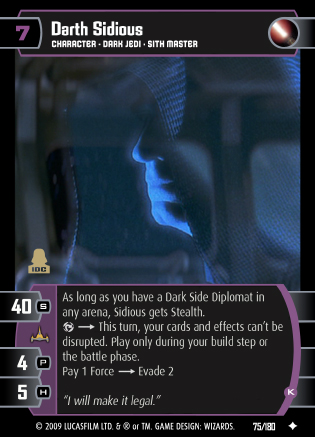 7
Darth Sidious
CHARACTER · DARK JEDI · SITH MASTER
IDC
40 S
4 P
5 H
As long as you have a Dark Side Diplomat in
any arena, Sidious gets Stealth.
→ This turn, your cards and effects can't be
disrupted. Play only during your build step or
the battle phase.
Pay 1 Force → Evade 2
"I will make it legal."
K
© 2009 LUCASFILM LTD. & ® or TM. GAME DESIGN: WIZARDS. 75/180